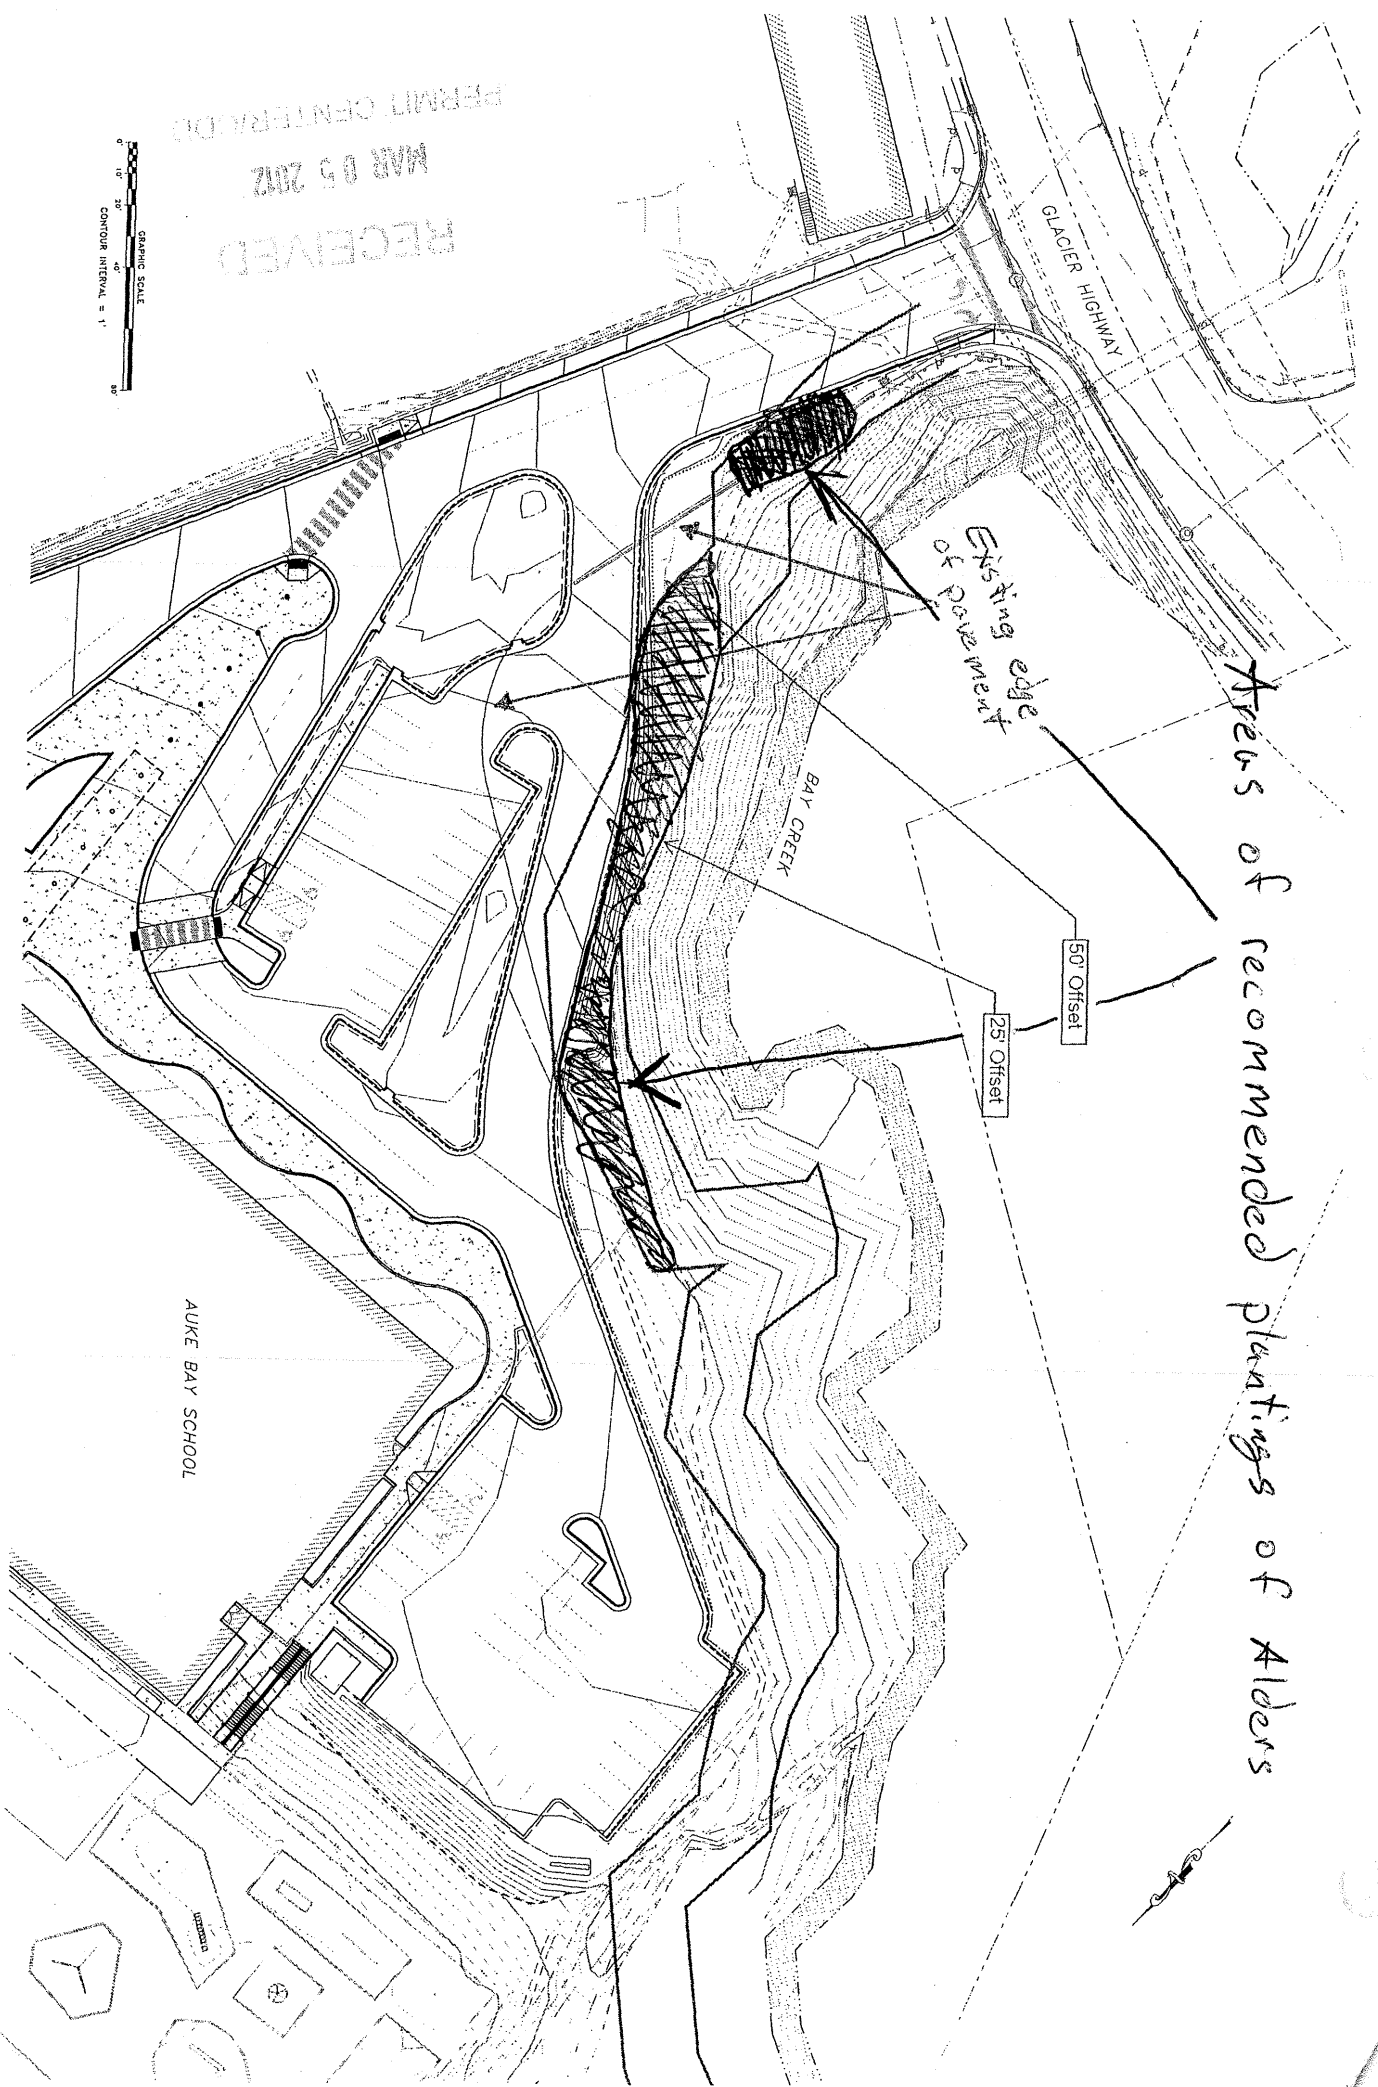 Areas of recommended plantings of Alders
50' Offset
25' Offset
Existing edge
of pavement
GLACIER HIGHWAY
BAY CREEK
AUKE BAY SCHOOL
RECEIVED
MAR 05 2012
PERMIT CENTER/CDD
GRAPHIC SCALE
0 10' 20' 40' 80'
CONTOUR INTERVAL = 1'
N